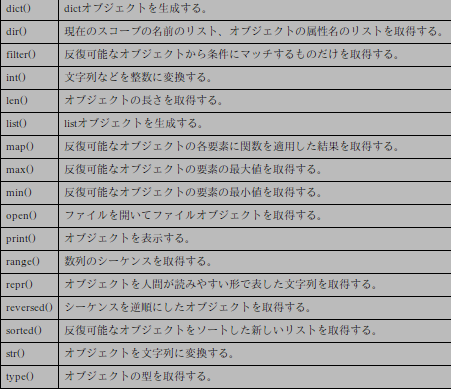 dict() dictオブジェクトを生成する。
dir() 現在のスコープの名前のリスト、オブジェクトの属性名のリストを取得する。
filter() 反復可能なオブジェクトから条件にマッチするものだけを取得する。
int() 文字列などを整数に変換する。
len() オブジェクトの長さを取得する。
list() listオブジェクトを生成する。
map() 反復可能なオブジェクトの各要素に関数を適用した結果を取得する。
max() 反復可能なオブジェクトの要素の最大値を取得する。
min() 反復可能なオブジェクトの要素の最小値を取得する。
open() ファイルを開いてファイルオブジェクトを取得する。
print() オブジェクトを表示する。
range() 数列のシーケンスを取得する。
repr() オブジェクトを人間が読みやすい形で表した文字列を取得する。
reversed() シーケンスを逆順にしたオブジェクトを取得する。
sorted() 反復可能なオブジェクトをソートした新しいリストを取得する。
str() オブジェクトを文字列に変換する。
type() オブジェクトの型を取得する。